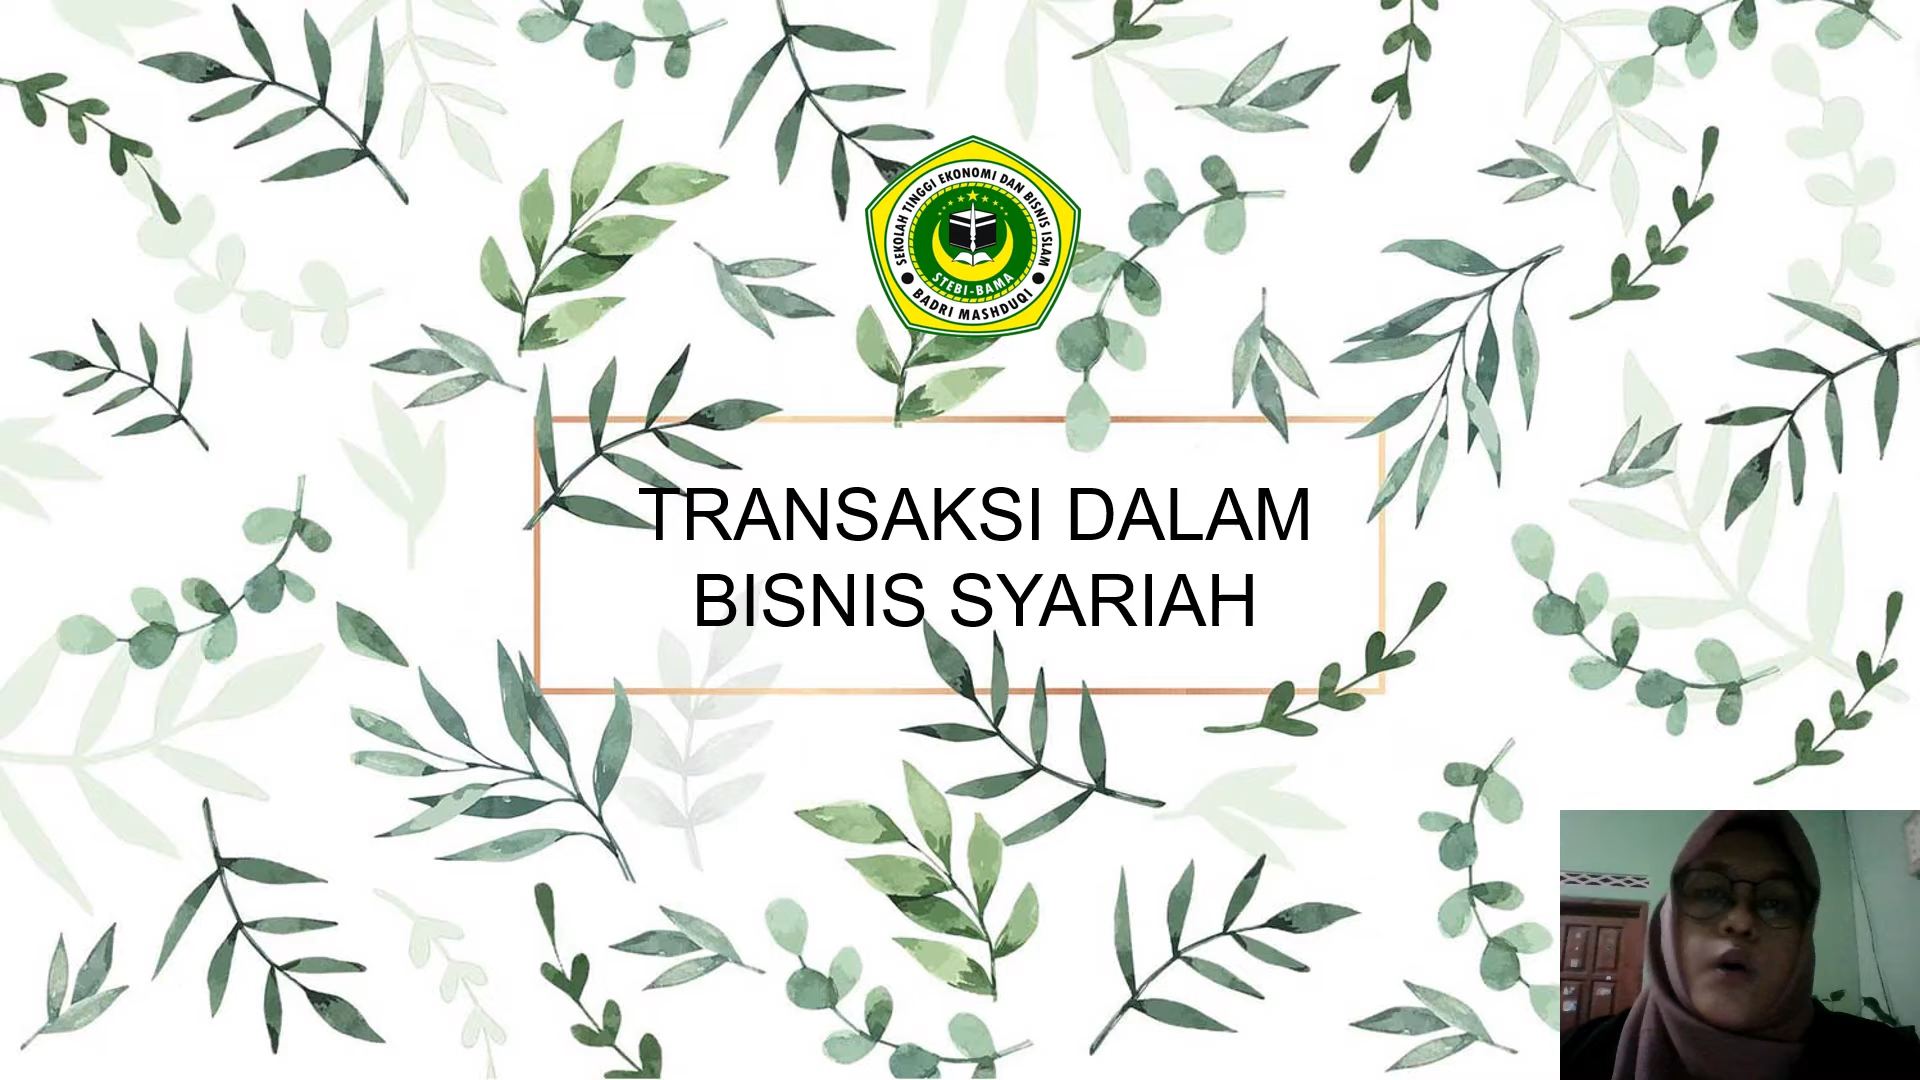 SEKOLAH TINGGI EKONOMI DAN BISNIS ISLAM
STEBI-BAMA
BADRI MASHDUQI
TRANSAKSI DALAM
BISNIS SYARIAH